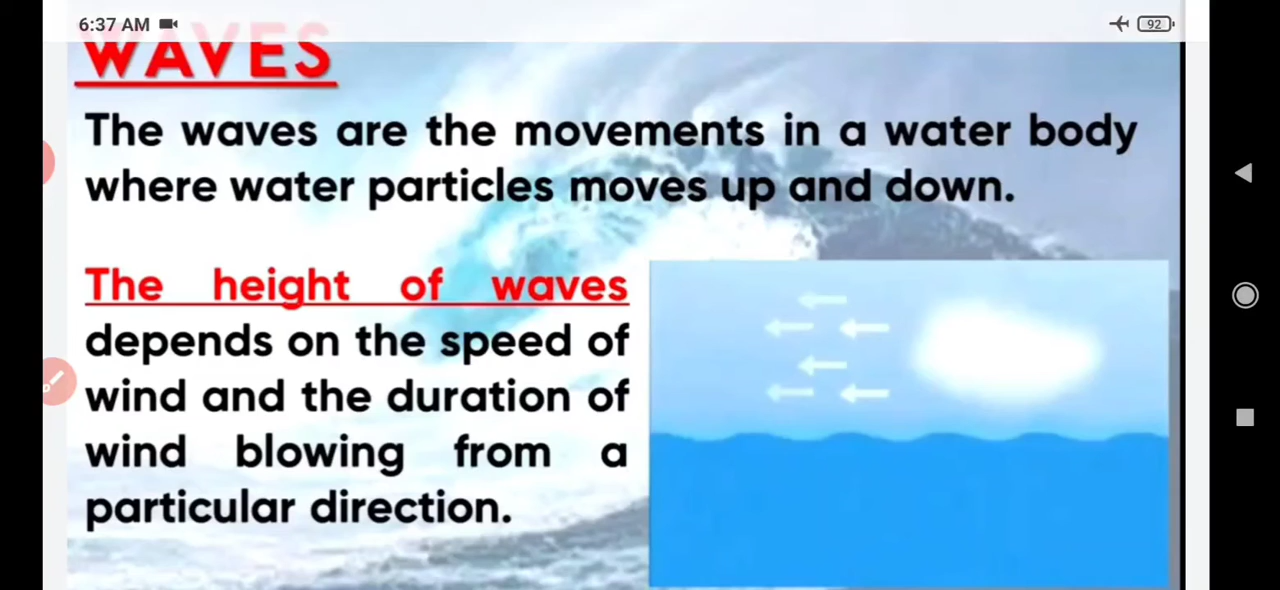 6:37 AM
92
WAVES
The waves are the movements in a water body
where water particles moves up and down.
The height of waves
depends on the speed of
wind and the duration of
wind blowing from a
particular direction.